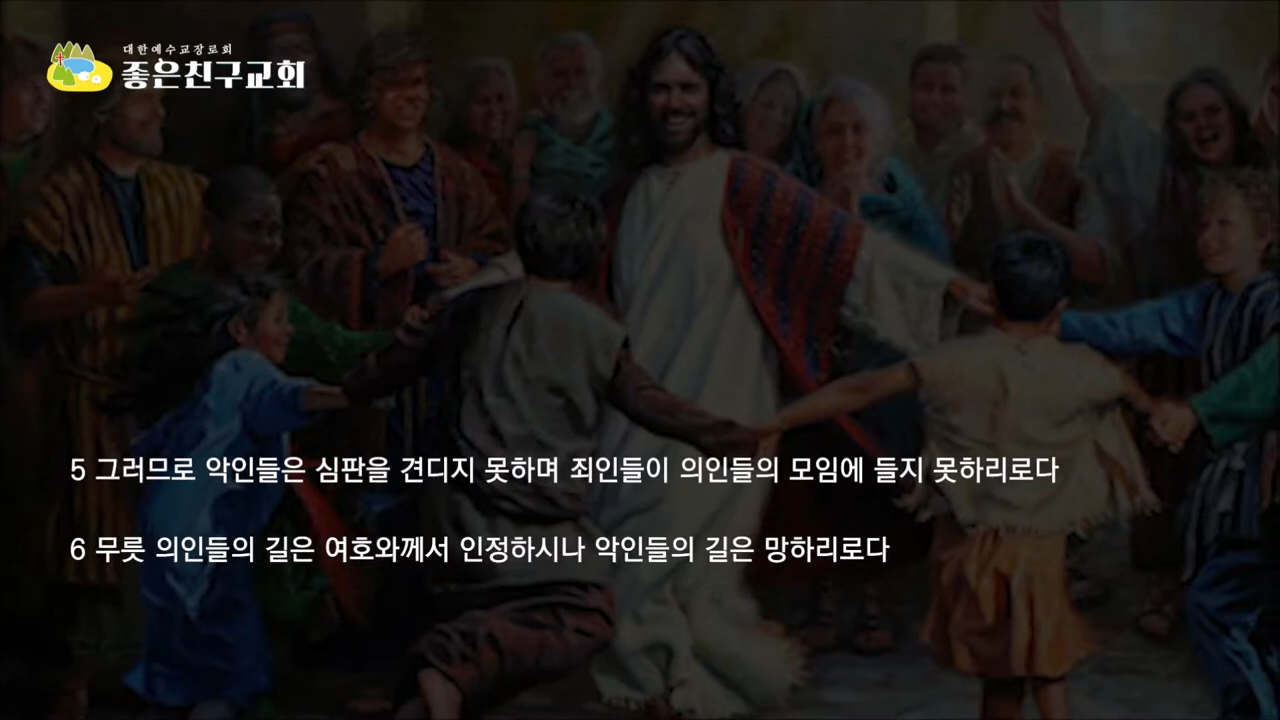 대한예수교장로회
좋은친구교회
5 그러므로 악인들은 심판을 견디지 못하며 죄인들이 의인들의 모임에 들지 못하리로다
6 무릇 의인들의 길은 여호와께서 인정하시나 악인들의 길은 망하리로다